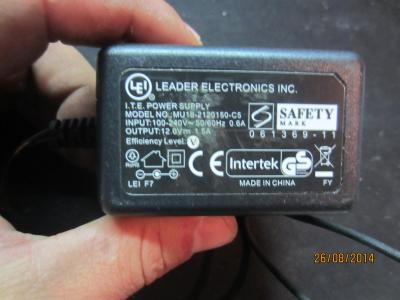 LEI LEADER ELECTRONICS INC.
I.T.E. POWER SUPPLY
MODEL NO.:MU18-2120150-C5
INPUT:100-240V~50/60Hz 0.6A
OUTPUT:12.0V 1.5A
Efficiency Level: V
S SAFETY
MARK
061369-11
CE Intertek GS
LEI F7
MADE IN CHINA
FY
26/08/2014